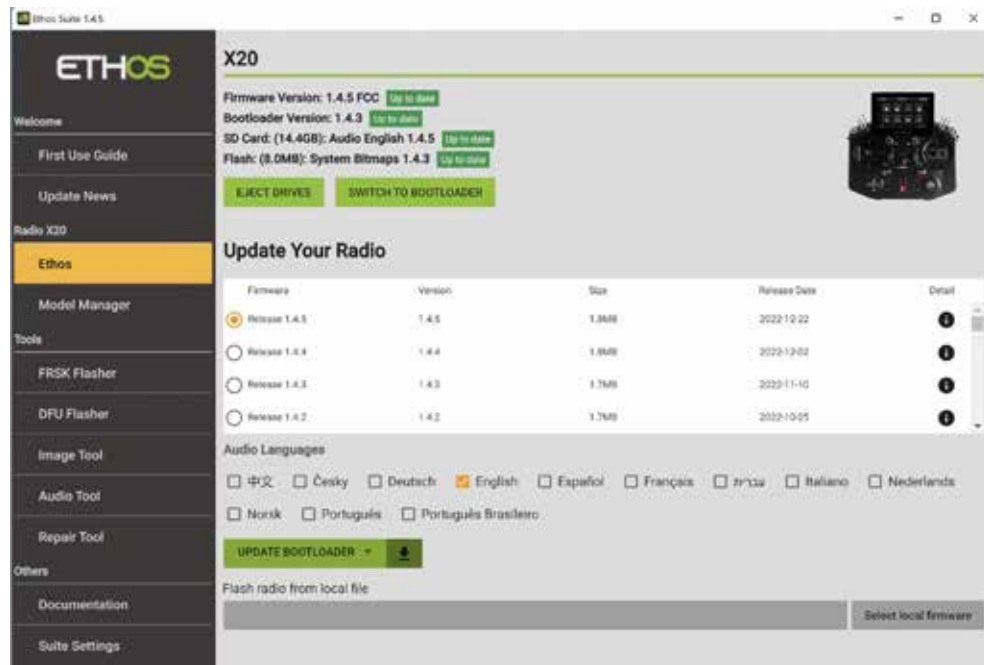 Ethos Suite 1.4.5
ETHOS
Welcome
First Use Guide
Update News
Radio X20
Ethos
Model Manager
Tools
FRSK Flasher
DFU Flasher
Image Tool
Audio Tool
Repair Tool
Others
Documentation
Suite Settings
X20
Firmware Version: 1.4.5 FCC Up to date
Bootloader Version: 1.4.3 Up to date
SD Card: (14.4GB): Audio English 1.4.5 Up to date
Flash: (8.0MB): System Bitmaps 1.4.3 Up to date
EJECT DRIVES SWITCH TO BOOTLOADER
Update Your Radio
Firmware Version Size Release Date Detail
Release 1.4.5 1.4.5 1.8MB 2022-12-22
Release 1.4.4 1.4.4 1.8MB 2022-12-02
Release 1.4.3 1.4.3 1.7MB 2022-11-10
Release 1.4.2 1.4.2 1.7MB 2022-10-25
Audio Languages
中文 Česky Deutsch English Español Français עברית Italiano Nederlands
Norsk Português Português Brasileiro
UPDATE BOOTLOADER
Flash radio from local file
Select local firmware